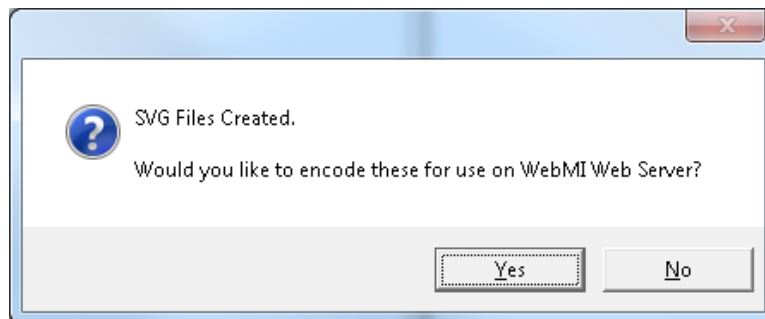 SVG Files Created.
Would you like to encode these for use on WebMI Web Server?
Yes
No